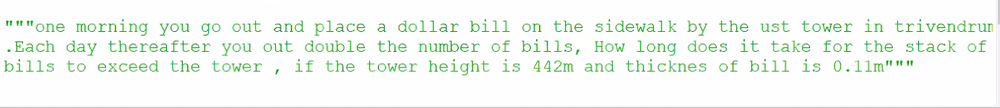 """one morning you go out and place a dollar bill on the sidewalk by the ust tower in trivendrum
.Each day thereafter you out double the number of bills, How long does it take for the stack of
bills to exceed the tower , if the tower height is 442m and thicknes of bill is 0.11m"""